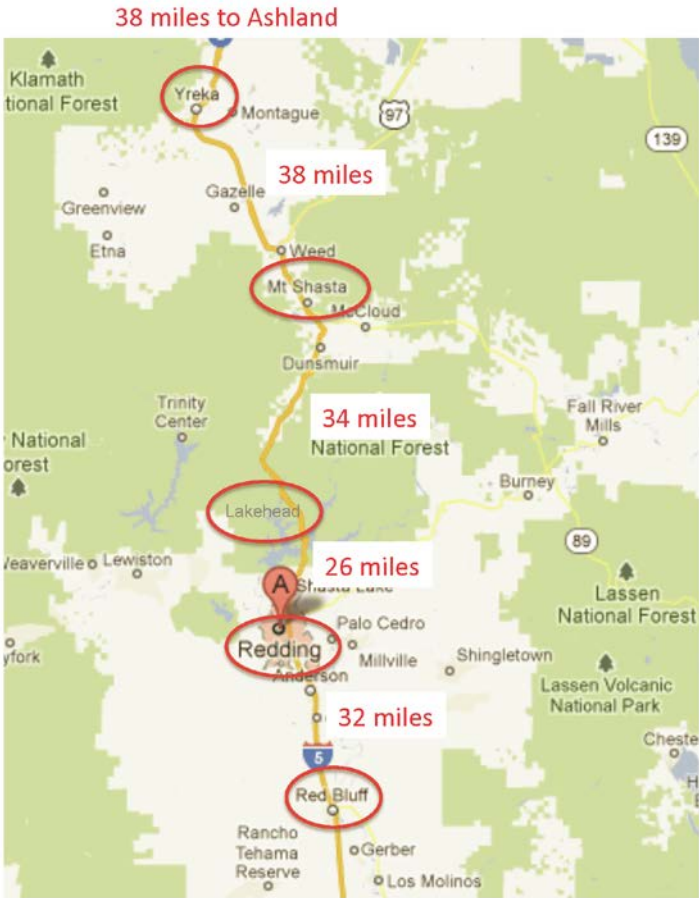 38 miles to Ashland
Klamath
tional Forest
Yreka
Montague
97
139
38 miles
Gazelle
Greenview
Etna
Weed
Mt Shasta
McCloud
Dunsmuir
Trinity
Center
34 miles
National Forest
Fall River
Mills
National
orest
Burney
Lakehead
89
Weaverville
Lewiston
26 miles
A
Shasta Lake
Lassen
National Forest
Palo Cedro
Redding
Millville
yfork
Shingletown
Anderson
Lassen Volcanic
National Park
32 miles
5
Cheste
H
Red Bluff
Rancho
Tehama
Reserve
Gerber
Los Molinos